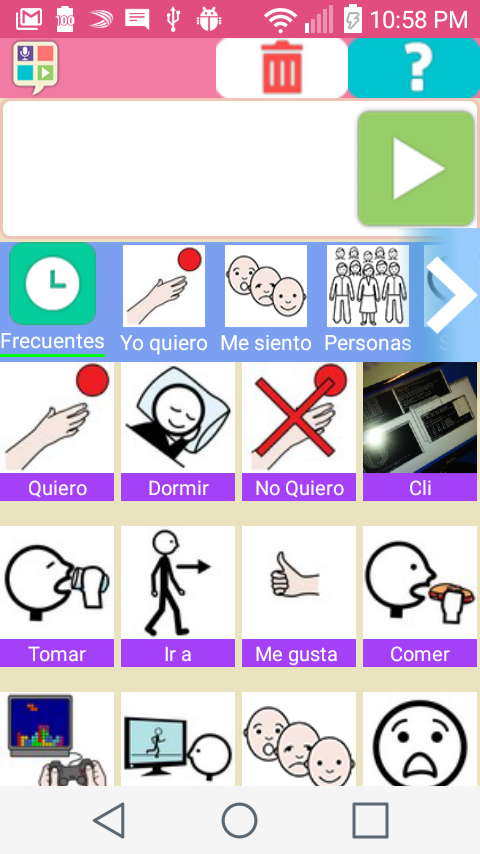 100
10:58 PM
?
Frecuentes
Yo quiero
Me siento
Personas
Quiero
Dormir
No Quiero
Cli
Tomar
Ir a
Me gusta
Comer